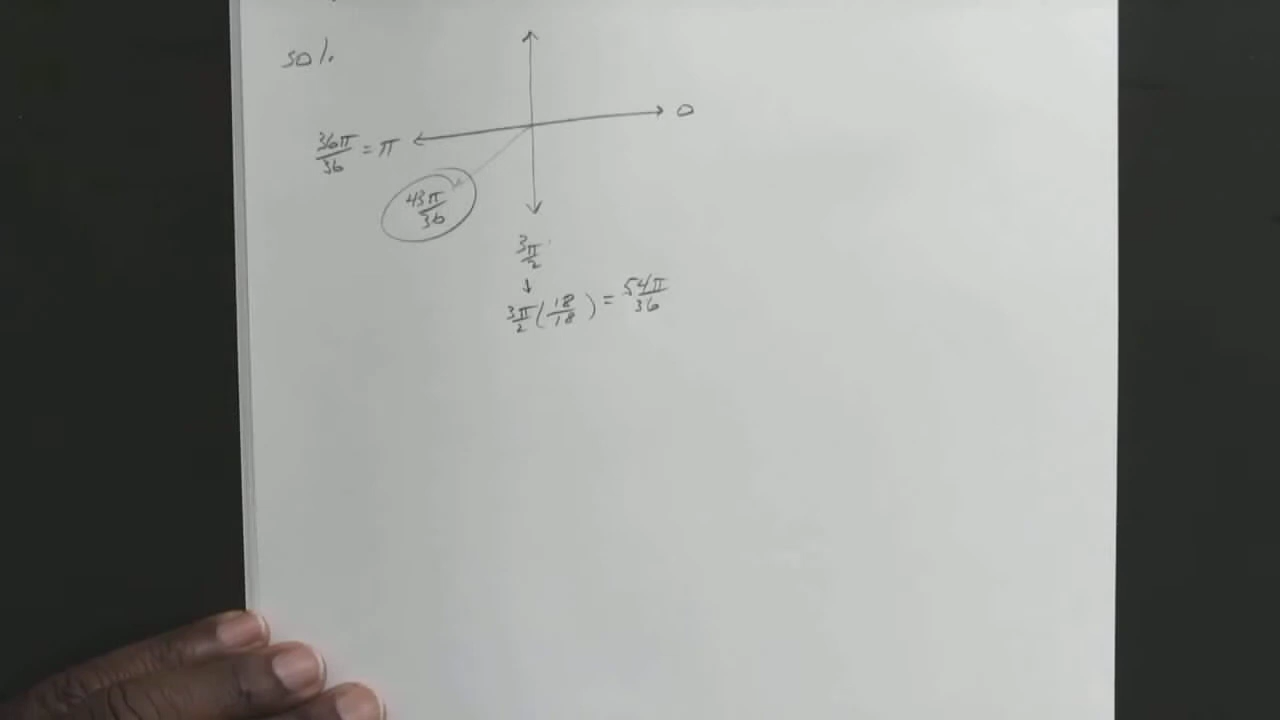 sol.
0
36π/36 = π
43π/36
3π/2
↓
3π/2 (18/18) = 54π/36